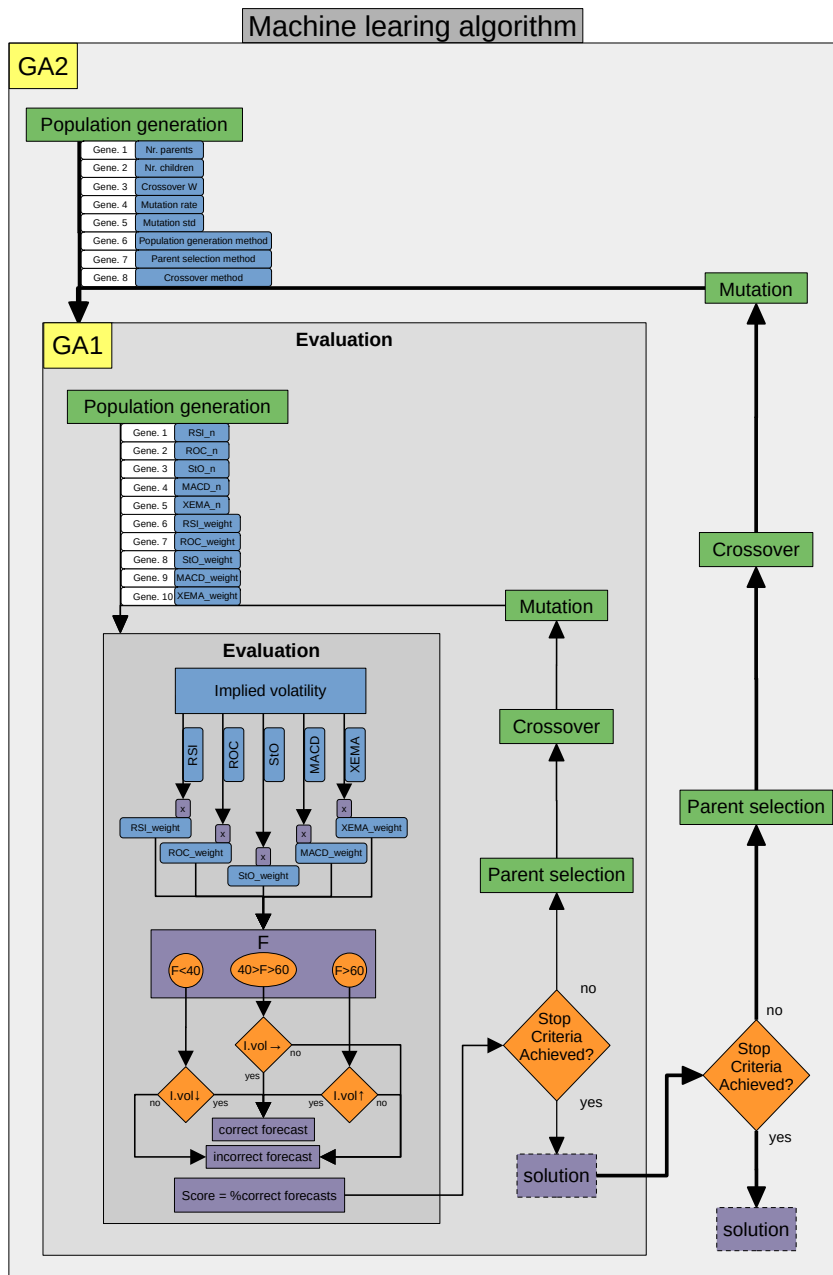 Machine learing algorithm
GA2
Population generation
Gene. 1 Nr. parents
Gene. 2 Nr. children
Gene. 3 Crossover W
Gene. 4 Mutation rate
Gene. 5 Mutation std
Gene. 6 Population generation method
Gene. 7 Parent selection method
Gene. 8 Crossover method
Mutation
GA1
Evaluation
Population generation
Gene. 1 RSI_n
Gene. 2 ROC_n
Gene. 3 StO_n
Gene. 4 MACD_n
Gene. 5 XEMA_n
Gene. 6 RSI_weight
Gene. 7 ROC_weight
Gene. 8 StO_weight
Gene. 9 MACD_weight
Gene. 10 XEMA_weight
Crossover
Mutation
Evaluation
Implied volatility
Crossover
RSI
ROC
StO
MACD
XEMA
Parent selection
x
x
x
x
x
RSI_weight
XEMA_weight
ROC_weight
MACD_weight
StO_weight
Parent selection
F
F<40
40>F>60
F>60
no
no
I.vol→
no
yes
Stop
Criteria
Achieved?
Stop
Criteria
Achieved?
no
I.vol↓
yes
yes
I.vol↑
no
yes
yes
correct forecast
incorrect forecast
solution
Score = %correct forecasts
solution